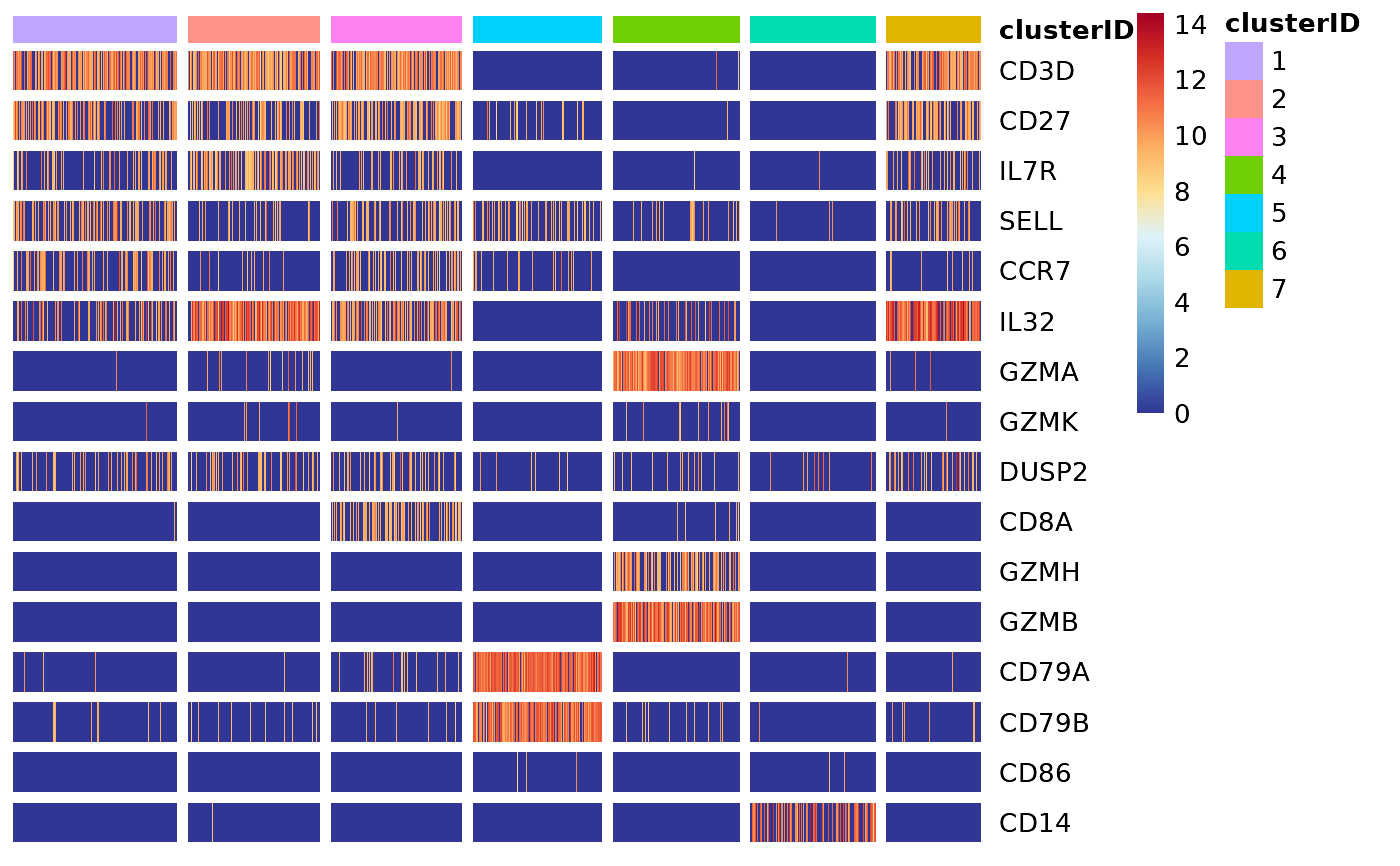 clusterID
CD3D
CD27
IL7R
SELL
CCR7
IL32
GZMA
GZMK
DUSP2
CD8A
GZMH
GZMB
CD79A
CD79B
CD86
CD14
14
12
10
8
6
4
2
0
clusterID
1
2
3
4
5
6
7